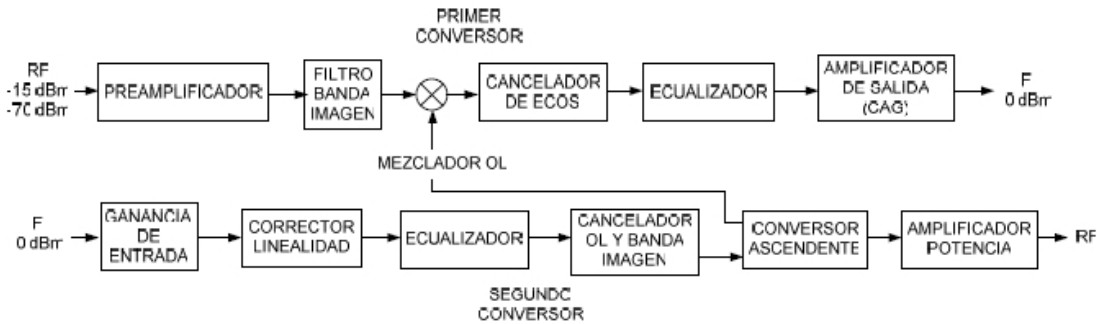 PRIMER
CONVERSOR
RF
-15 dBm
-70 dBm
PREAMPLIFICADOR
FILTRO
BANDA
IMAGEN
CANCELADOR
DE ECOS
ECUALIZADOR
AMPLIFICADOR
DE SALIDA
(CAG)
F
0 dBm
MEZCLADOR OL
F
0 dBm
GANANCIA
DE
ENTRADA
CORRECTOR
LINEALIDAD
ECUALIZADOR
CANCELADOR
OL Y BANDA
IMAGEN
CONVERSOR
ASCENDENTE
AMPLIFICADOR
POTENCIA
RF
SEGUNDO
CONVERSOR